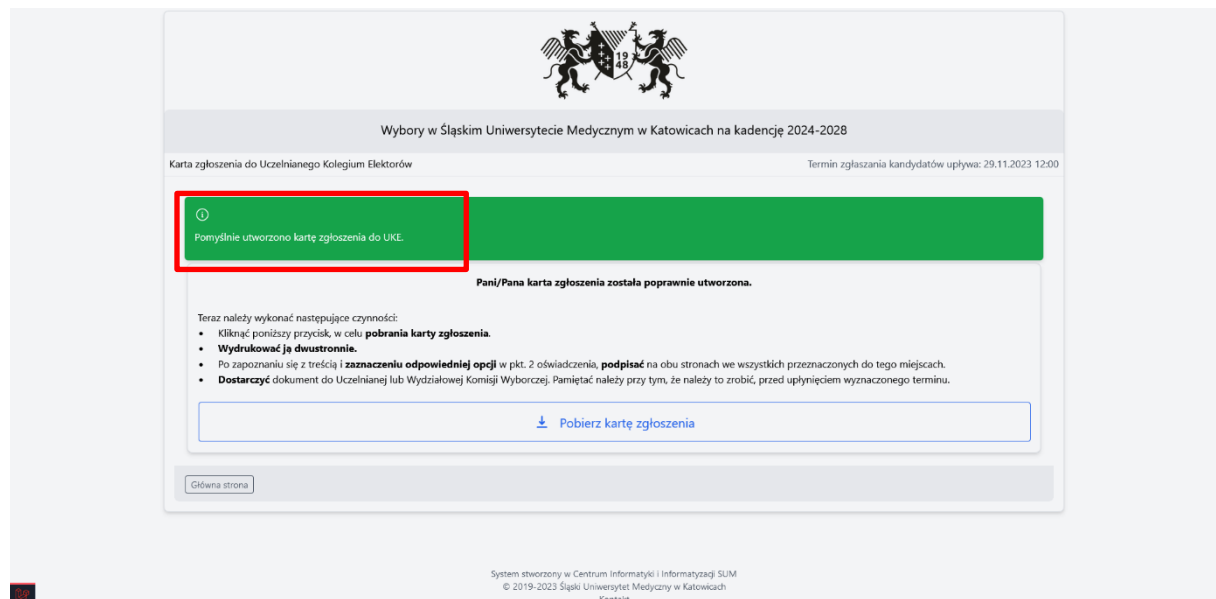 19
48
Wybory w Śląskim Uniwersytecie Medycznym w Katowicach na kadencję 2024-2028
Karta zgłoszenia do Uczelnianego Kolegium Elektorów
Termin zgłaszania kandydatów upływa: 29.11.2023 12:00
Pomyślnie utworzono kartę zgłoszenia do UKE.
Pani/Pana karta zgłoszenia została poprawnie utworzona.
Teraz należy wykonać następujące czynności:
• Kliknąć poniższy przycisk, w celu pobrania karty zgłoszenia.
• Wydrukować ją dwustronnie.
• Po zapoznaniu się z treścią i zaznaczeniu odpowiedniej opcji w pkt. 2 oświadczenia, podpisać na obu stronach we wszystkich przeznaczonych do tego miejscach.
• Dostarczyć dokument do Uczelnianej lub Wydziałowej Komisji Wyborczej. Pamiętać należy przy tym, że należy to zrobić, przed upłynięciem wyznaczonego terminu.
Pobierz kartę zgłoszenia
Główna strona
System stworzony w Centrum Informatyki i Informatyzacji SUM
© 2019-2023 Śląski Uniwersytet Medyczny w Katowicach
Kontakt